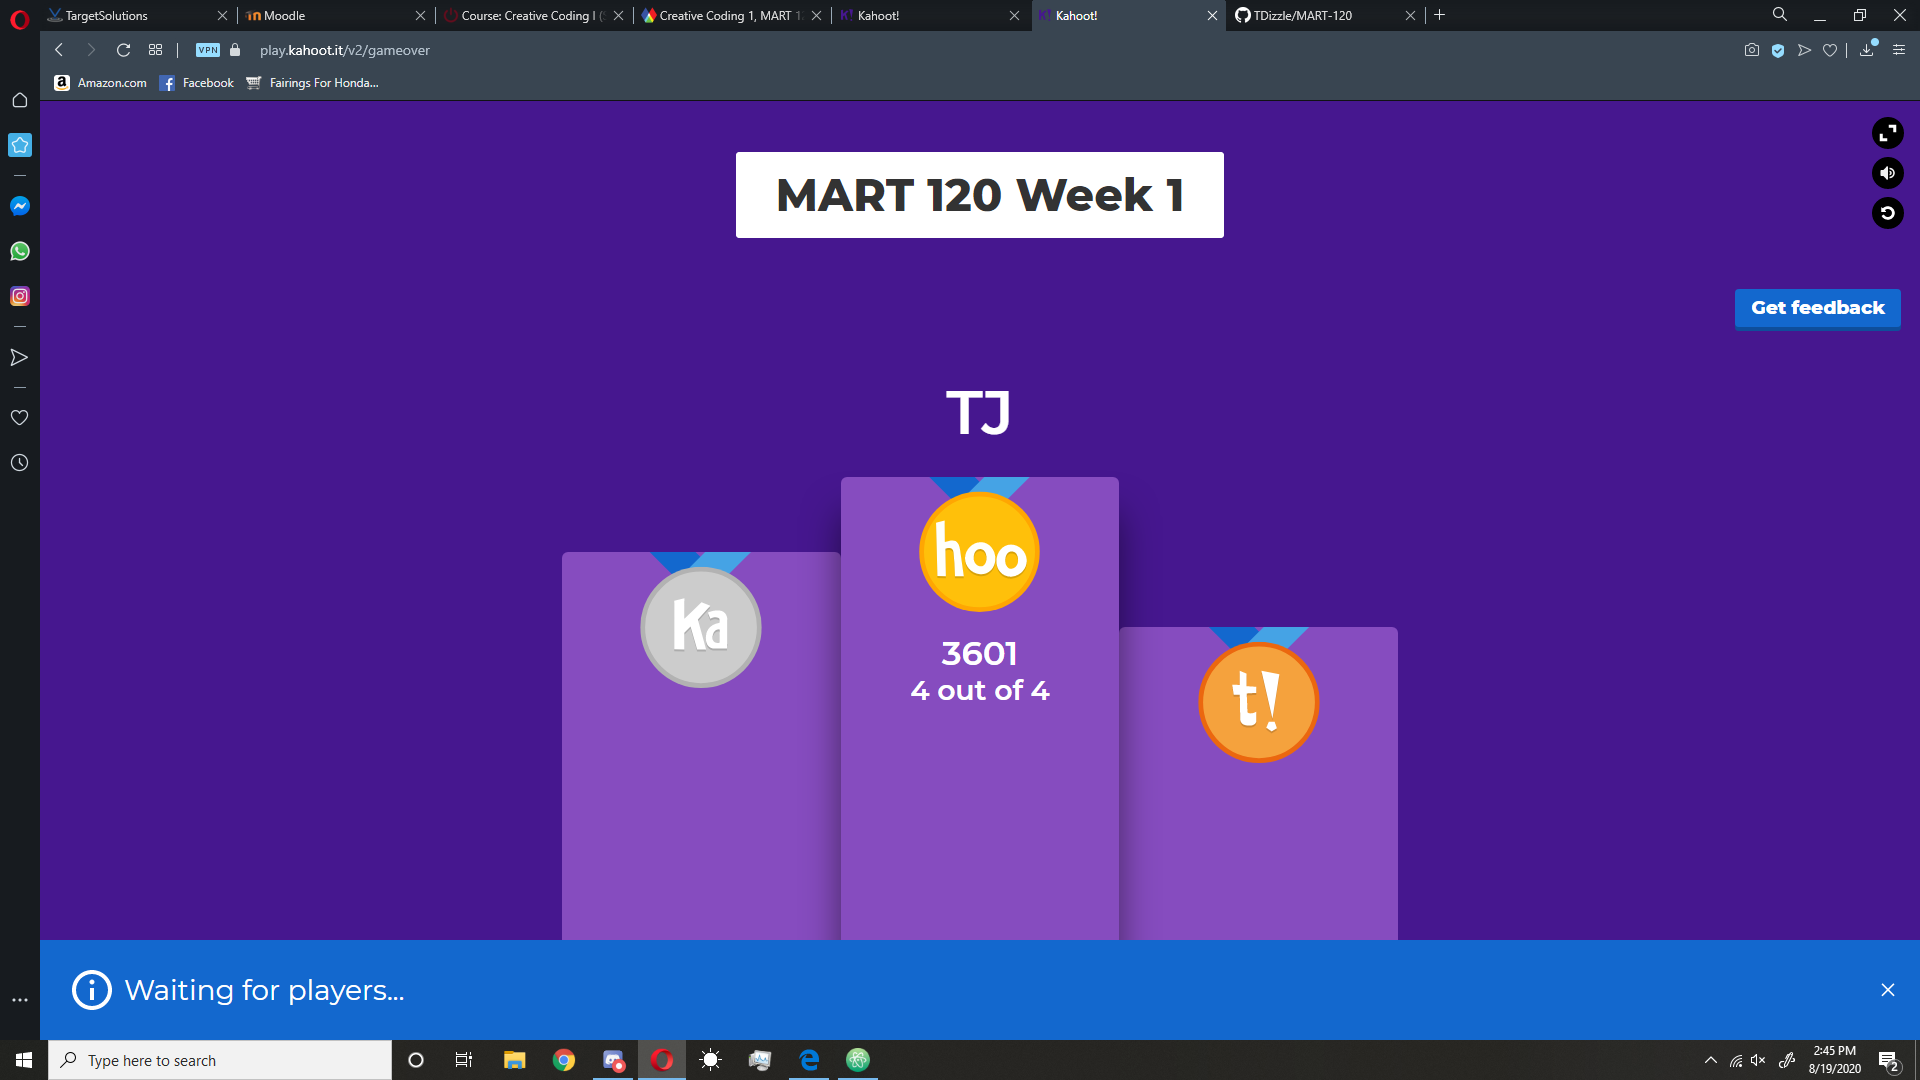 TargetSolutions
Moodle
Course: Creative Coding I (S
Creative Coding 1, MART 12
K! Kahoot!
K! Kahoot!
TDizzle/MART-120
VPN
play.kahoot.it/v2/gameover
Amazon.com
Facebook
Fairings For Honda...
MART 120 Week 1
Get feedback
TJ
hoo
Ka
3601
t!
4 out of 4
Waiting for players...
Type here to search
2:45 PM
8/19/2020
2